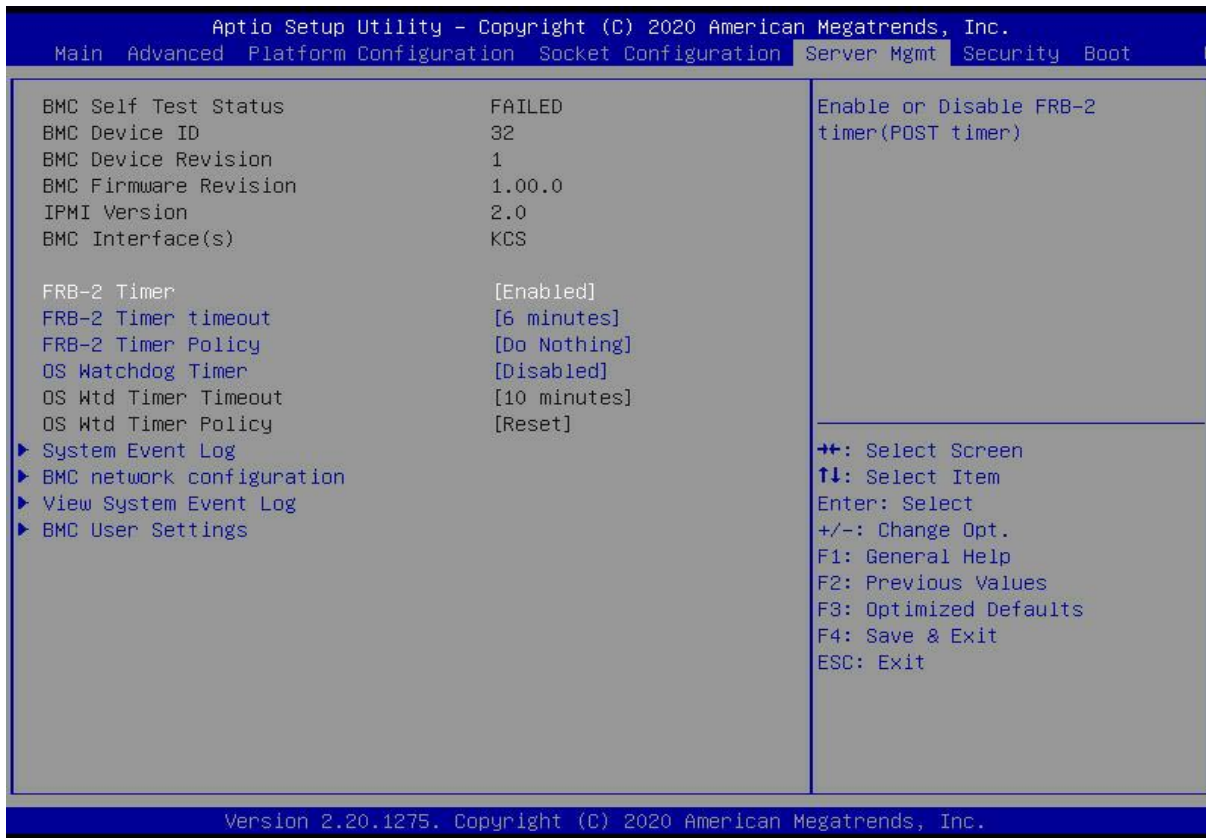 Aptio Setup Utility – Copyright (C) 2020 American Megatrends, Inc.
Main Advanced Platform Configuration Socket Configuration Server Mgmt Security Boot
BMC Self Test Status FAILED
BMC Device ID 32
BMC Device Revision 1
BMC Firmware Revision 1.00.0
IPMI Version 2.0
BMC Interface(s) KCS
FRB-2 Timer [Enabled]
FRB-2 Timer timeout [6 minutes]
FRB-2 Timer Policy [Do Nothing]
OS Watchdog Timer [Disabled]
OS Wtd Timer Timeout [10 minutes]
OS Wtd Timer Policy [Reset]
System Event Log
BMC network configuration
View System Event Log
BMC User Settings
Enable or Disable FRB-2
timer(POST timer)
→←: Select Screen
↑↓: Select Item
Enter: Select
+/-: Change Opt.
F1: General Help
F2: Previous Values
F3: Optimized Defaults
F4: Save & Exit
ESC: Exit
Version 2.20.1275. Copyright (C) 2020 American Megatrends, Inc.